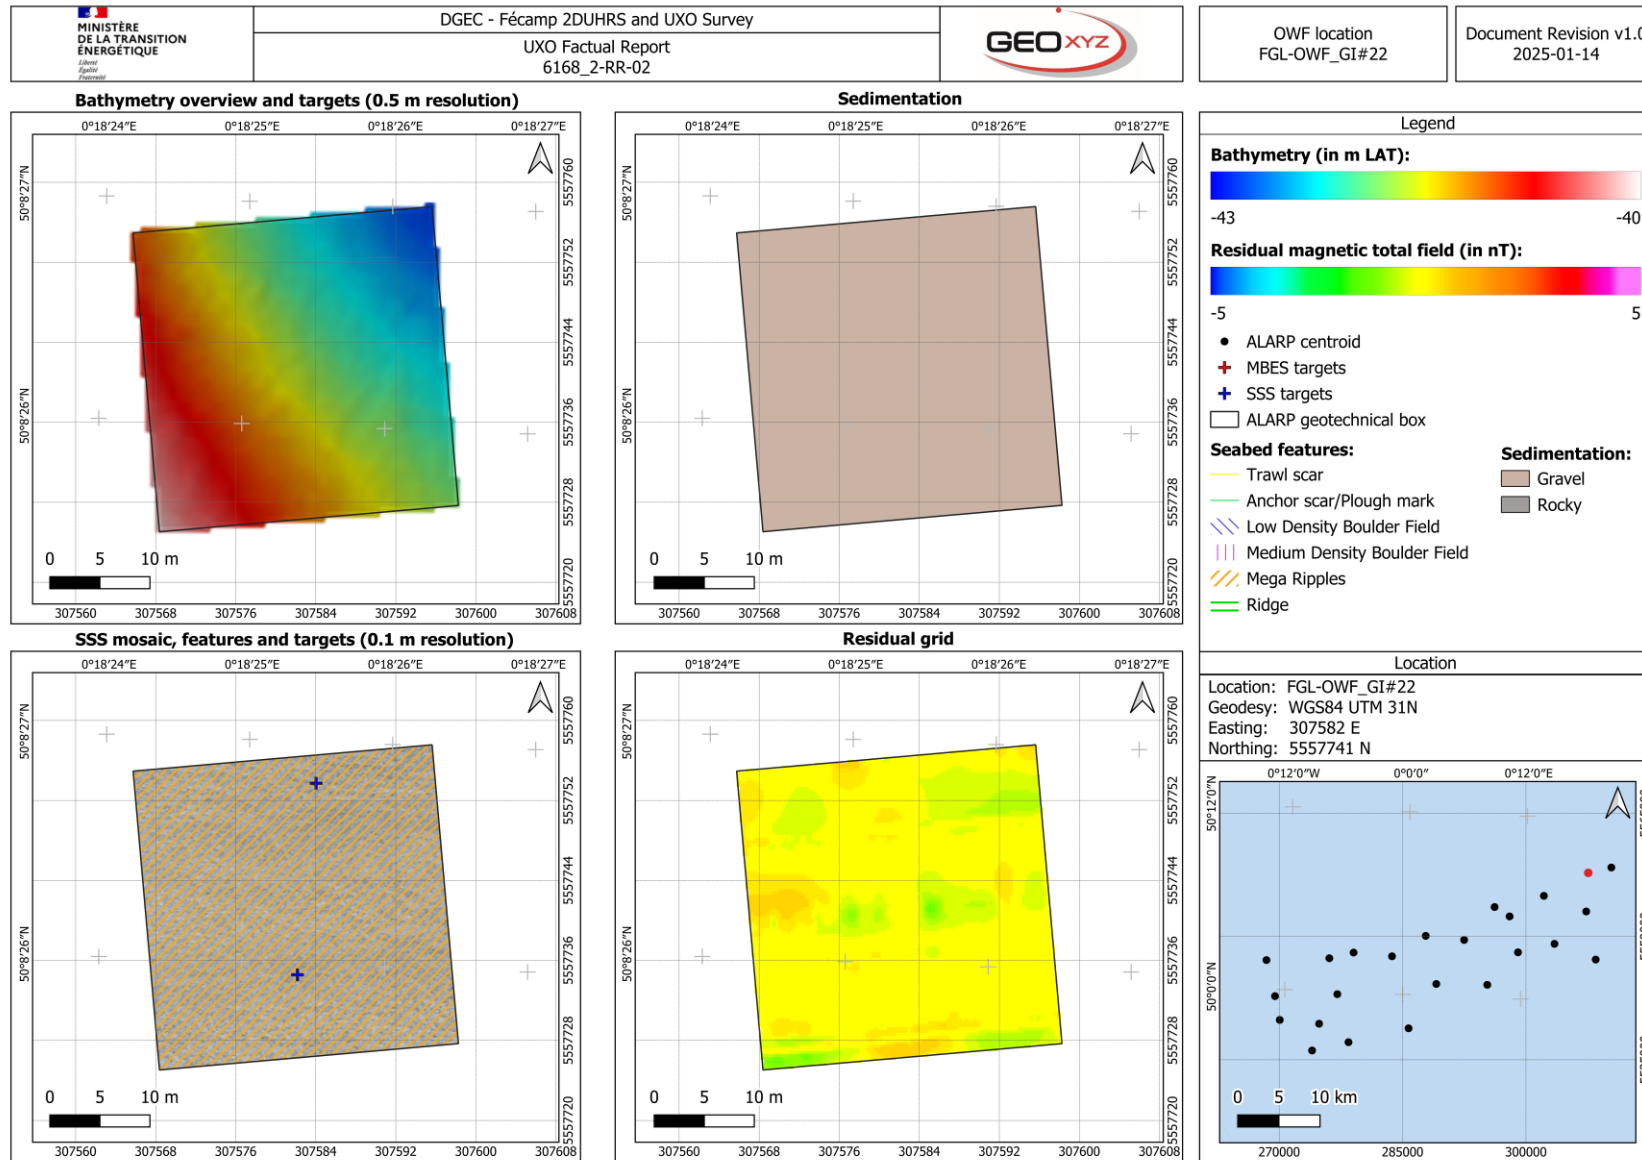 MINISTÈRE
DE LA TRANSITION
ÉNERGÉTIQUE
Liberté
Égalité
Fraternité
DGEC - Fécamp 2DUHRS and UXO Survey
UXO Factual Report
6168_2-RR-02
GEOXYZ
OWF location
FGL-OWF_GI#22
Document Revision v1.0
2025-01-14
Bathymetry overview and targets (0.5 m resolution)
0°18'24"E 0°18'25"E 0°18'26"E 0°18'27"E
50°8'27"N
50°8'26"N
5557760
5557752
5557744
5557736
5557728
5557720
0 5 10 m
307560 307568 307576 307584 307592 307600 307608
Sedimentation
0°18'24"E 0°18'25"E 0°18'26"E 0°18'27"E
50°8'27"N
50°8'26"N
5557760
5557752
5557744
5557736
5557728
5557720
0 5 10 m
307560 307568 307576 307584 307592 307600 307608
SSS mosaic, features and targets (0.1 m resolution)
0°18'24"E 0°18'25"E 0°18'26"E 0°18'27"E
50°8'27"N
50°8'26"N
5557760
5557752
5557744
5557736
5557728
5557720
0 5 10 m
307560 307568 307576 307584 307592 307600 307608
Residual grid
0°18'24"E 0°18'25"E 0°18'26"E 0°18'27"E
50°8'27"N
50°8'26"N
5557760
5557752
5557744
5557736
5557728
5557720
0 5 10 m
307560 307568 307576 307584 307592 307600 307608
Legend
Bathymetry (in m LAT):
-43 -40
Residual magnetic total field (in nT):
-5 5
ALARP centroid
MBES targets
SSS targets
ALARP geotechnical box
Seabed features:
Trawl scar
Anchor scar/Plough mark
Low Density Boulder Field
Medium Density Boulder Field
Mega Ripples
Ridge
Sedimentation:
Gravel
Rocky
Location
Location: FGL-OWF_GI#22
Geodesy: WGS84 UTM 31N
Easting: 307582 E
Northing: 5557741 N
0°12'0"W 0°0'0" 0°12'0"E
50°12'0"N
50°0'0"N
0 5 10 km
270000 285000 300000